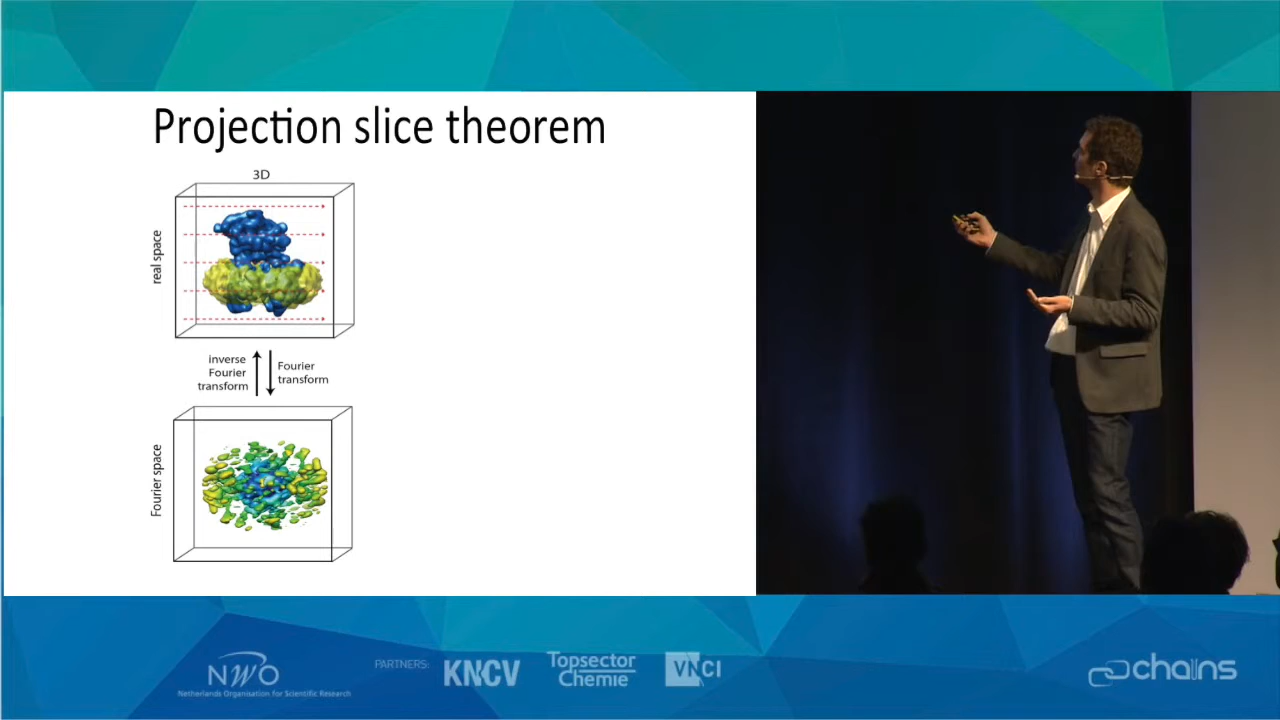 Projection slice theorem
3D
real space
inverse
Fourier
transform
Fourier
transform
Fourier space
NWO
Netherlands Organisation for Scientific Research
PARTNERS:
KNCV
Topsector
Chemie
VNCI
chains